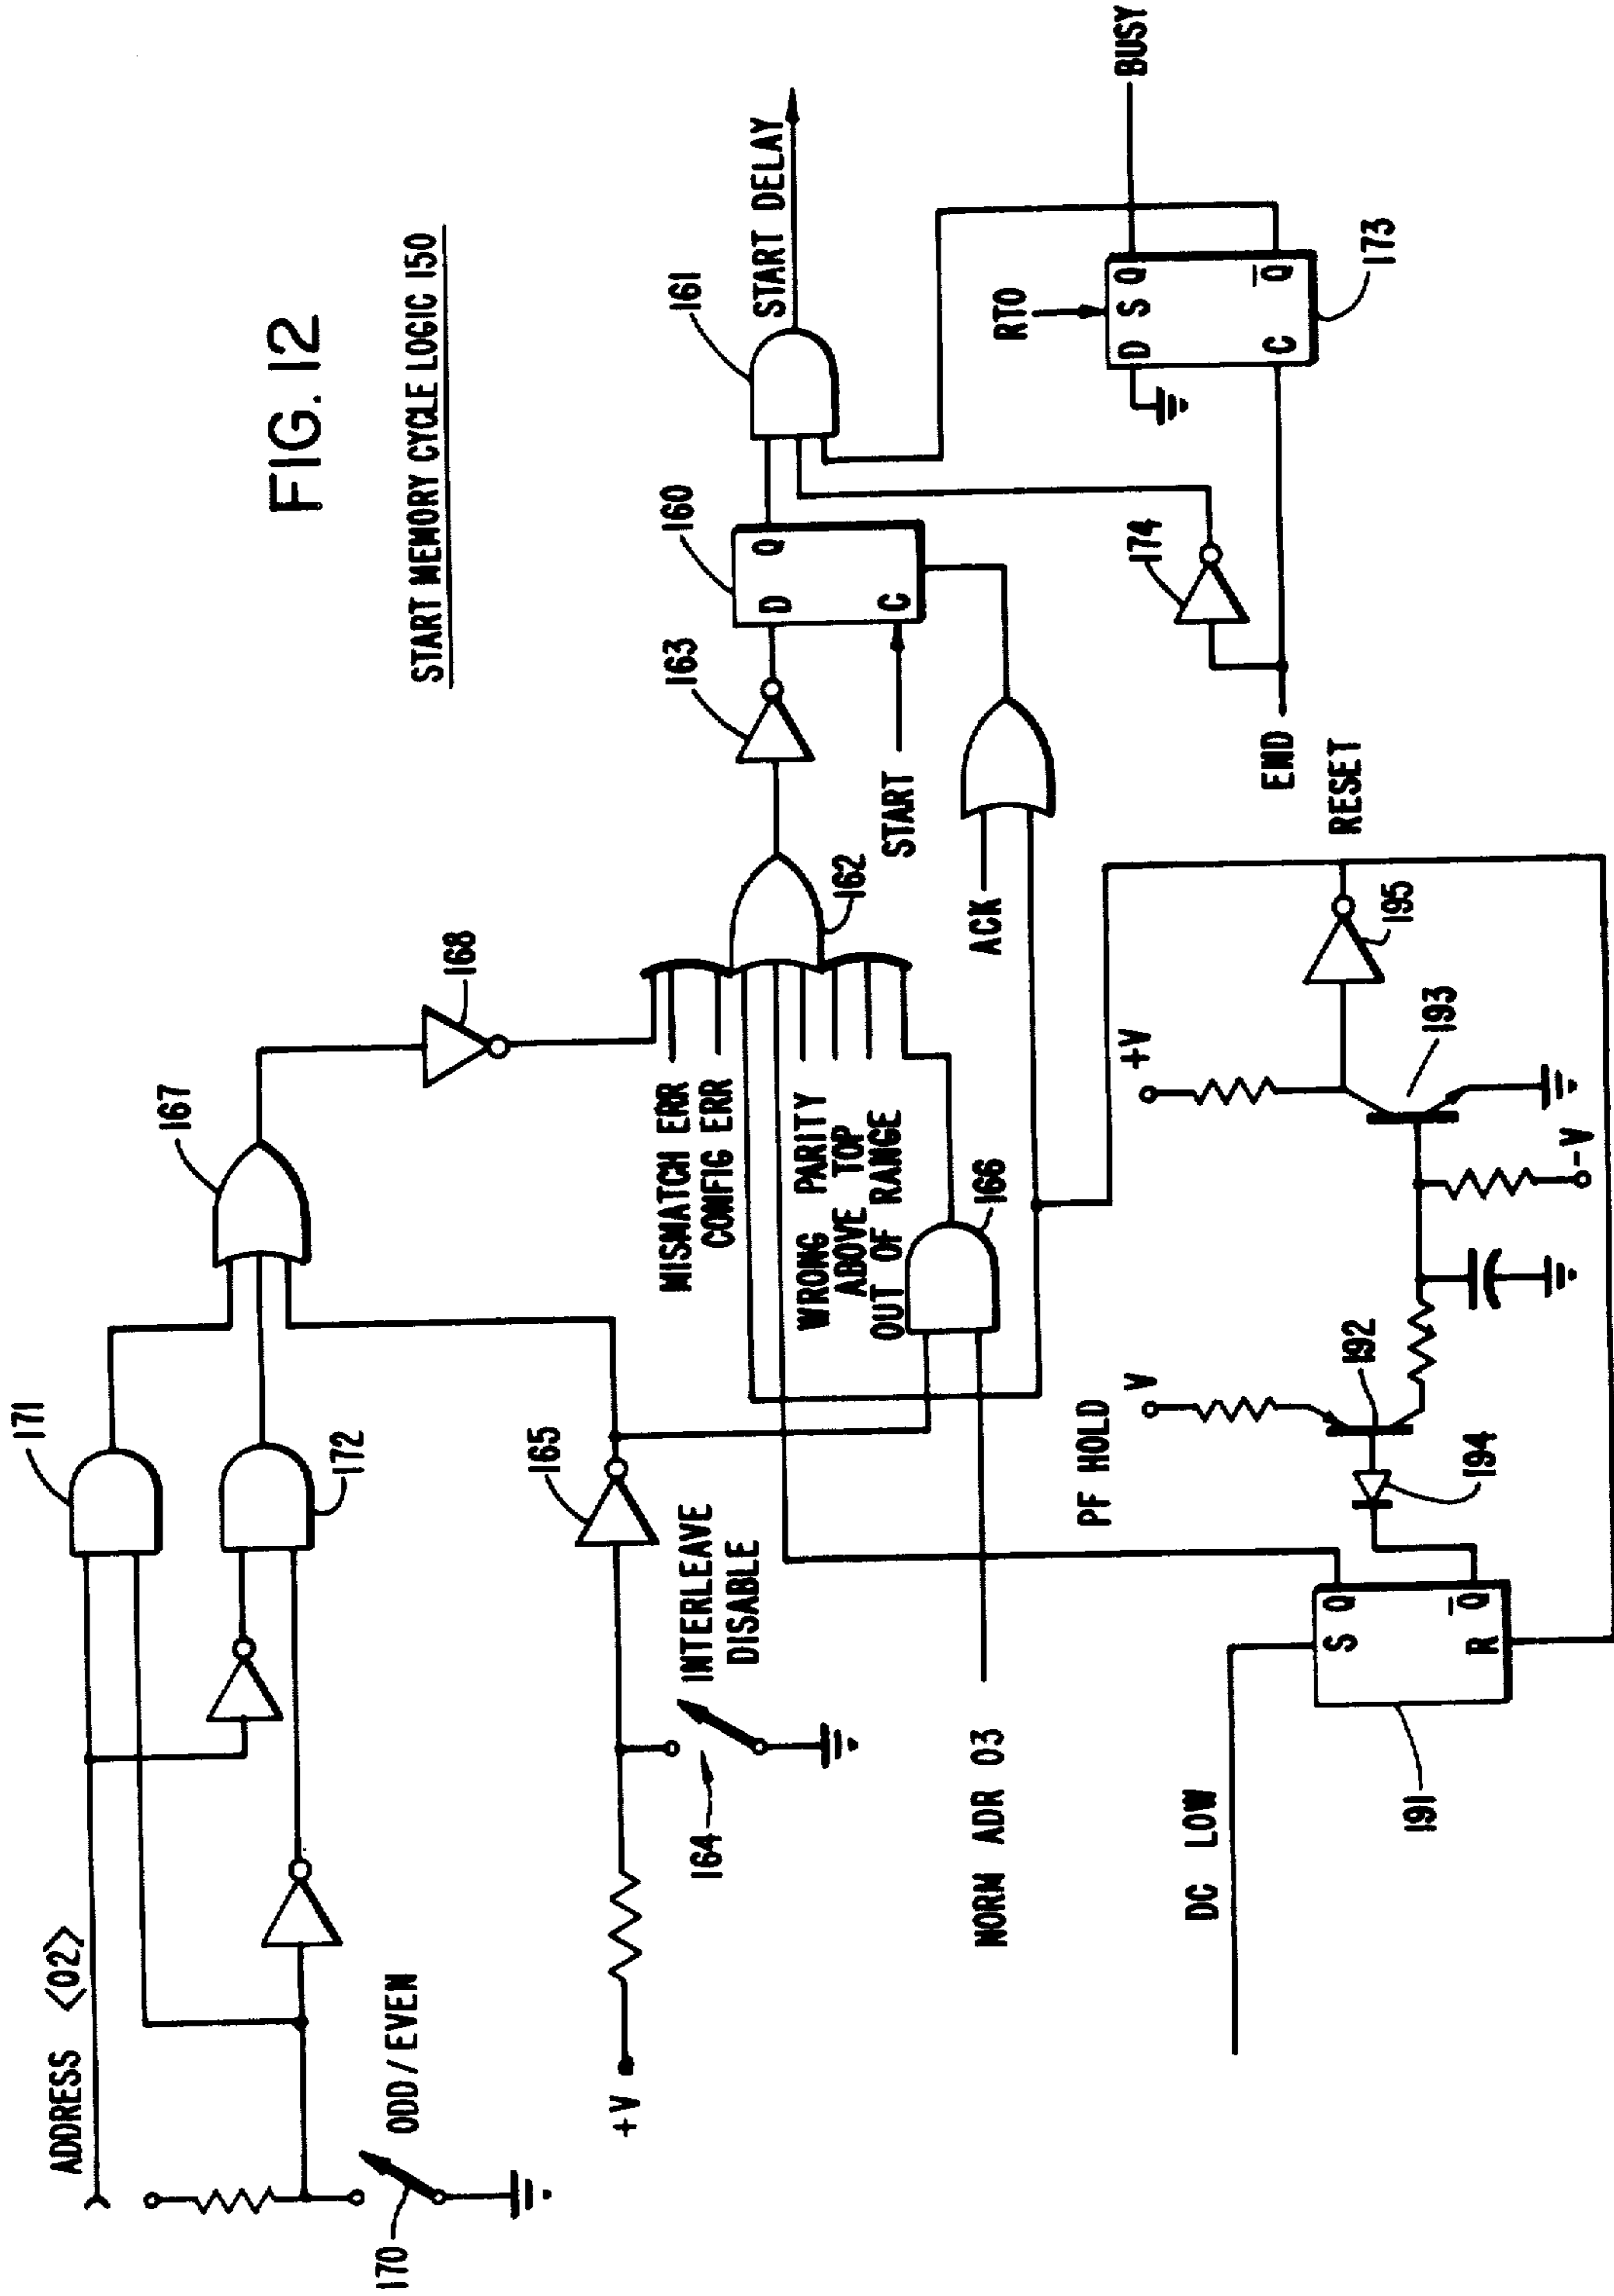 FIG. 12
START MEMORY CYCLE LOGIC 150
ADDRESS <02>
171
172
167
168
170
ODD/EVEN
+V
165
164
INTERLEAVE
DISABLE
MISMATCH ERR
CONFIG ERR
WRONG PARITY
ABOVE TOP
OUT OF RANGE
162
163
160
D
Q
C
START
161
START DELAY
166
NORM ADR 03
ACK
174
END
RTO
D
S
Q
C
Q̅
173
BUSY
DC LOW
191
S
Q
R
Q̅
PF HOLD
V
192
194
+V
193
-V
195
RESET